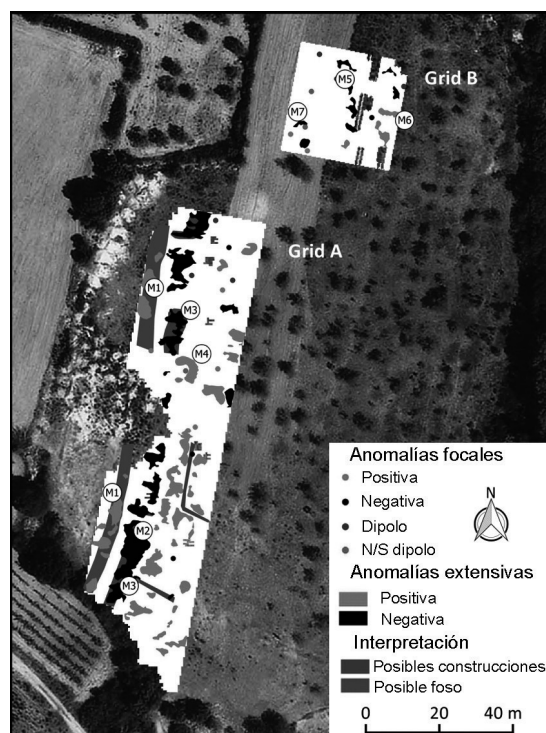 M5
Grid B
M7
M6
Grid A
M1
M3
M4
M1
M2
M3
Anomalías focales
Positiva
Negativa
Dipolo
N/S dipolo
N
Anomalías extensivas
Positiva
Negativa
Interpretación
Posibles construcciones
Posible foso
0 20 40 m